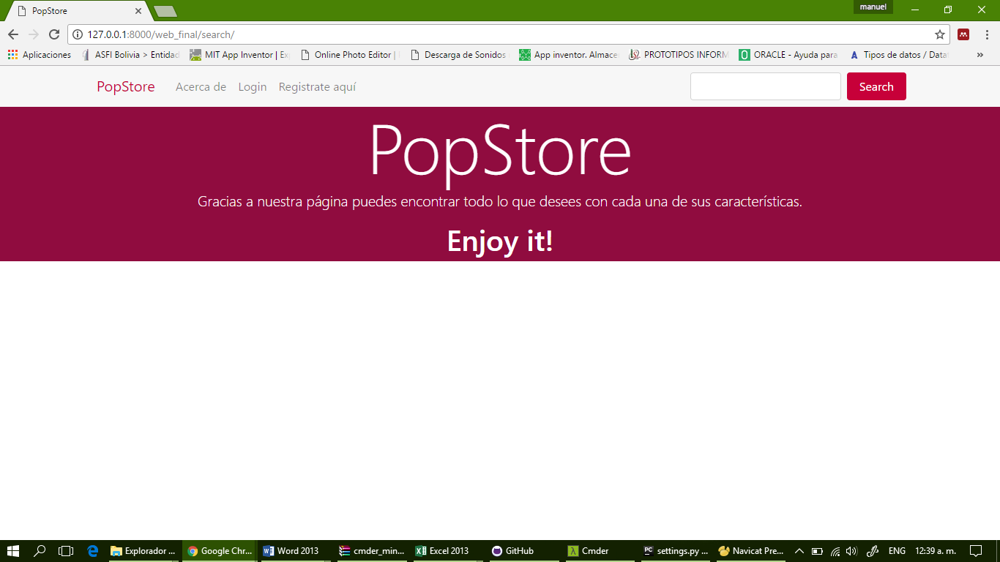 PopStore
manuel
127.0.0.1:8000/web_final/search/
Aplicaciones ASFI Bolivia > Entidad MIT App Inventor | Ex Online Photo Editor | Descarga de Sonidos App inventor. Almace PROTOTIPOS INFORM ORACLE - Ayuda para Tipos de datos / Data »
PopStore Acerca de Login Registrate aquí Search
PopStore
Gracias a nuestra página puedes encontrar todo lo que desees con cada una de sus características.
Enjoy it!
Explorador ... Google Chr... Word 2013 cmder_min... Excel 2013 GitHub Cmder settings.py ... Navicat Pre... ENG 12:39 a. m.